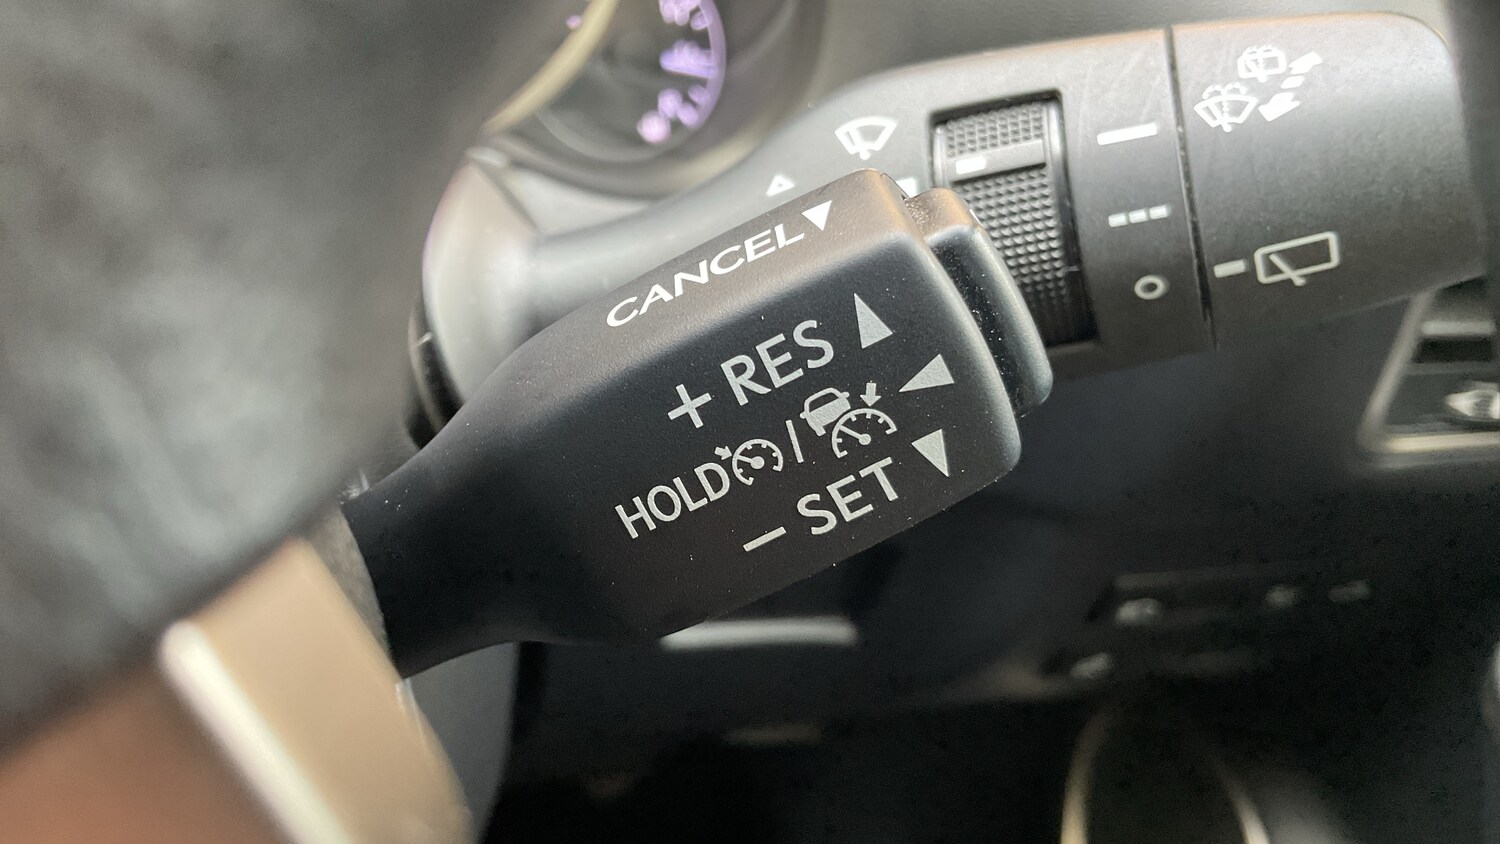 CANCEL
+ RES
HOLD /
– SET